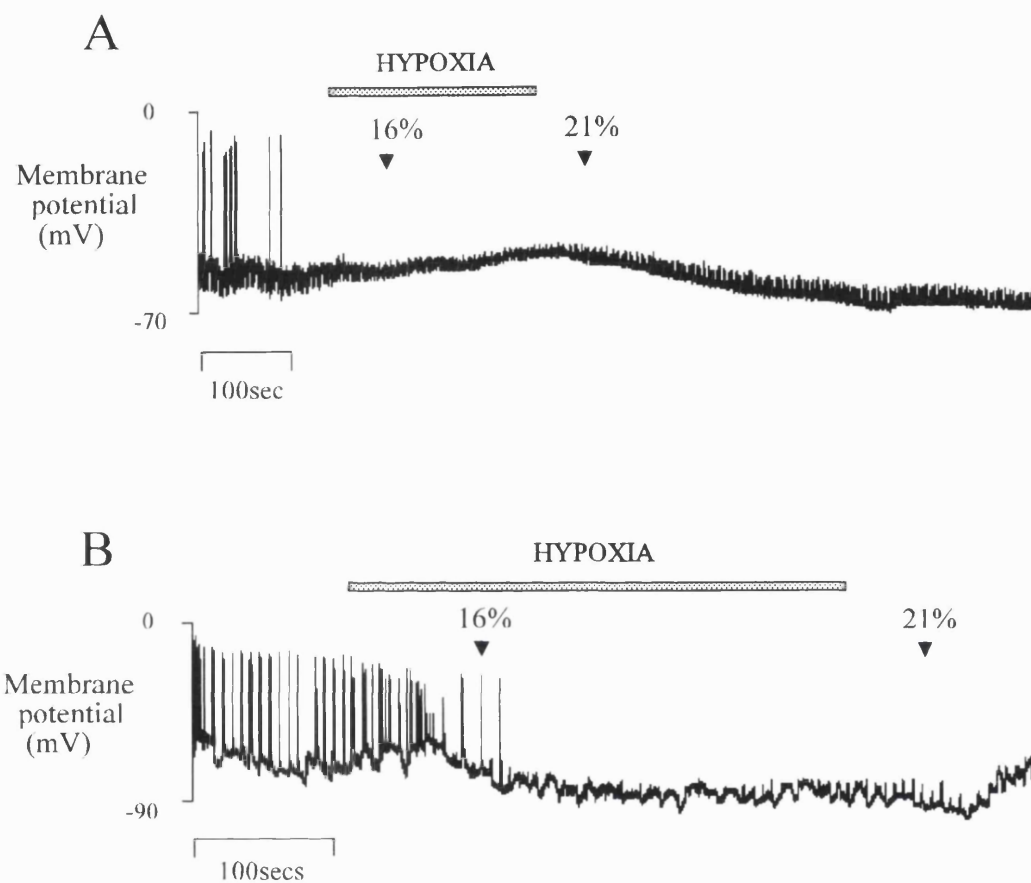 A
HYPOXIA
0
16%
21%
Membrane
potential
(mV)
-70
100sec
B
HYPOXIA
0
16%
21%
Membrane
potential
(mV)
-90
100secs